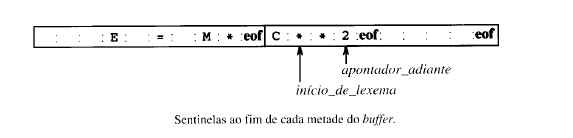 : : : E : = : : M : * : eof C : * : * : 2 : eof : : : : eof
apontador_adiante
início_de_lexema
Sentinelas ao fim de cada metade do buffer.